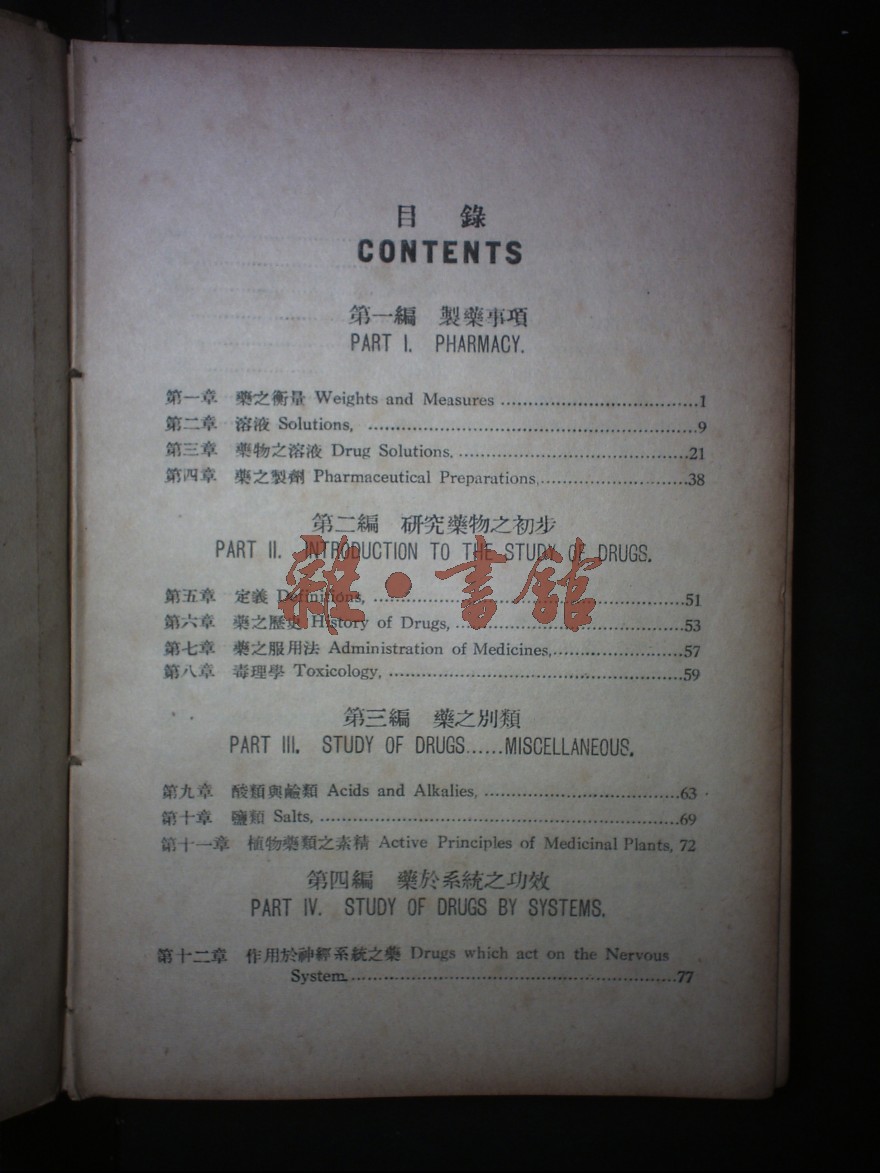 目錄
CONTENTS
第一編 製藥事項
PART I. PHARMACY.
第一章 藥之衡量 Weights and Measures ..................................1
第二章 溶液 Solutions, ........................................................9
第三章 藥物之溶液 Drug Solutions, .......................................21
第四章 藥之製劑 Pharmaceutical Preparations,.........................38
第二編 研究藥物之初步
PART II. INTRODUCTION TO THE STUDY OF DRUGS.
第五章 定義 Definitions, .....................................................51
第六章 藥之歷史 History of Drugs, .......................................53
第七章 藥之服用法 Administration of Medicines,......................57
第八章 毒理學 Toxicology, ..................................................59
雜·書館
第三編 藥之別類
PART III. STUDY OF DRUGS......MISCELLANEOUS.
第九章 酸類與鹼類 Acids and Alkalies, .................................63
第十章 鹽類 Salts, ............................................................69
第十一章 植物藥類之素精 Active Principles of Medicinal Plants, 72
第四編 藥於系統之功效
PART IV. STUDY OF DRUGS BY SYSTEMS.
第十二章 作用於神經系統之藥 Drugs which act on the Nervous
System.......................................................77